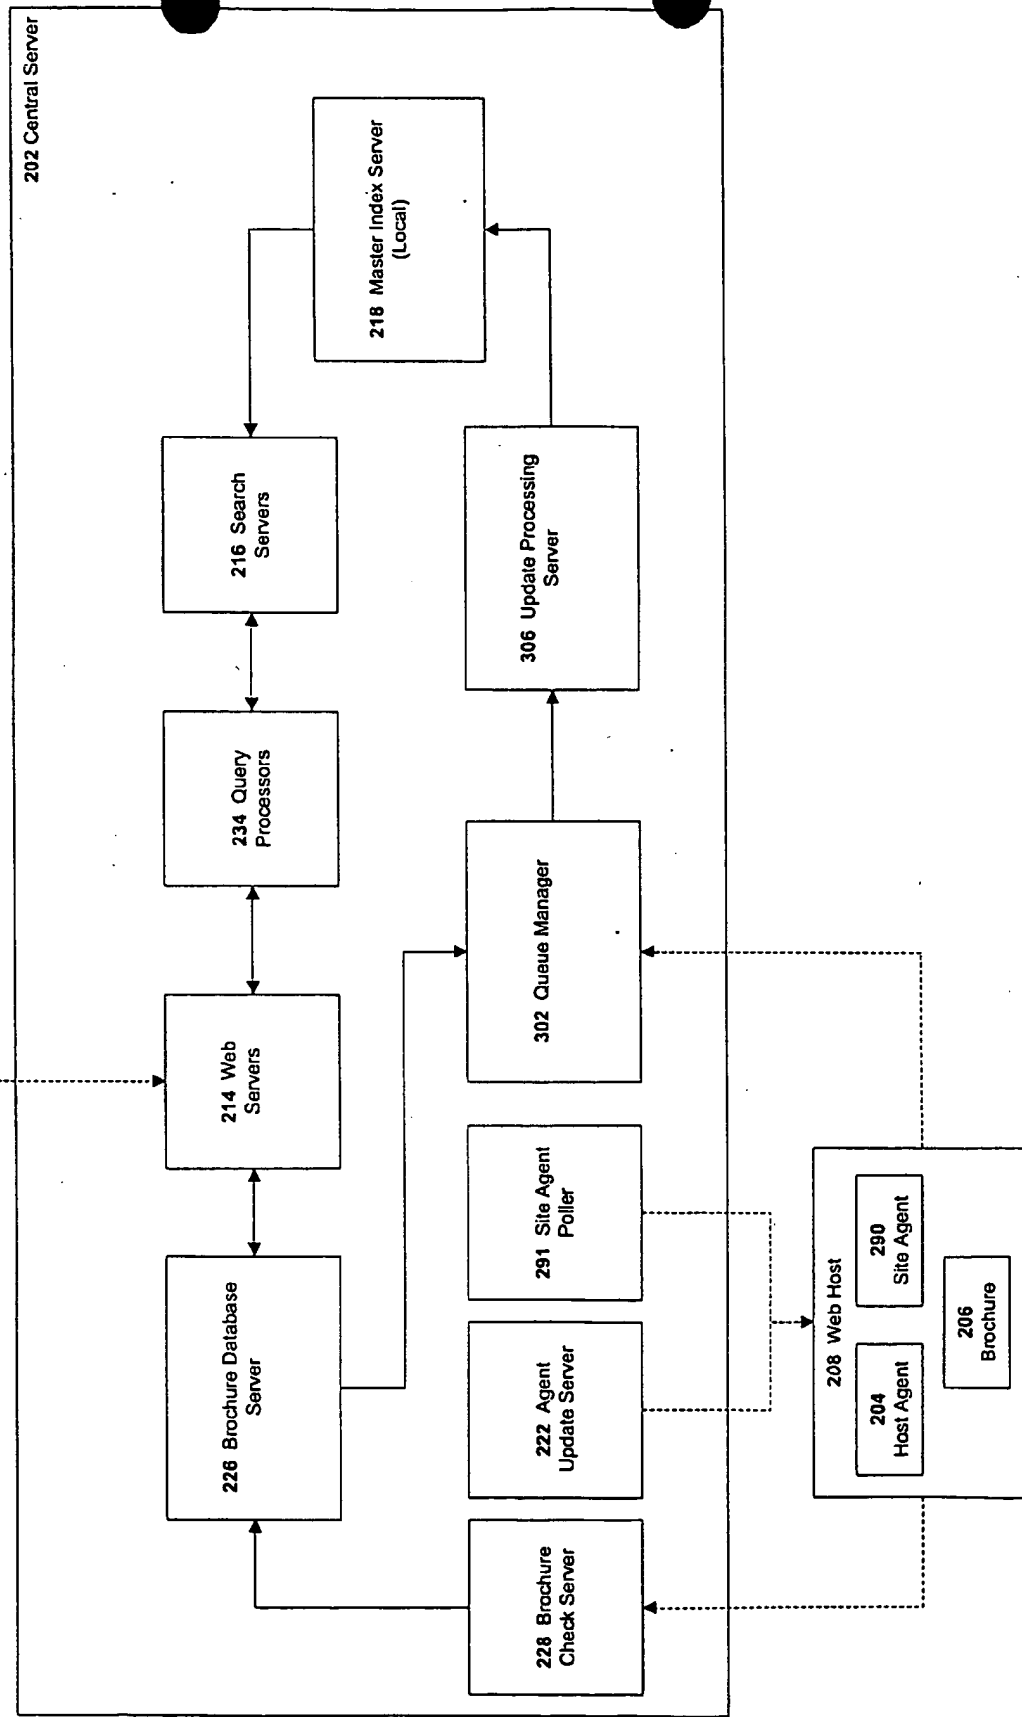 202 Central Server
226 Brochure Database
Server
214 Web
Servers
234 Query
Processors
216 Search
Servers
218 Master Index Server
(Local)
228 Brochure
Check Server
222 Agent
Update Server
291 Site Agent
Poller
302 Queue Manager
306 Update Processing
Server
208 Web Host
204
Host Agent
290
Site Agent
206
Brochure